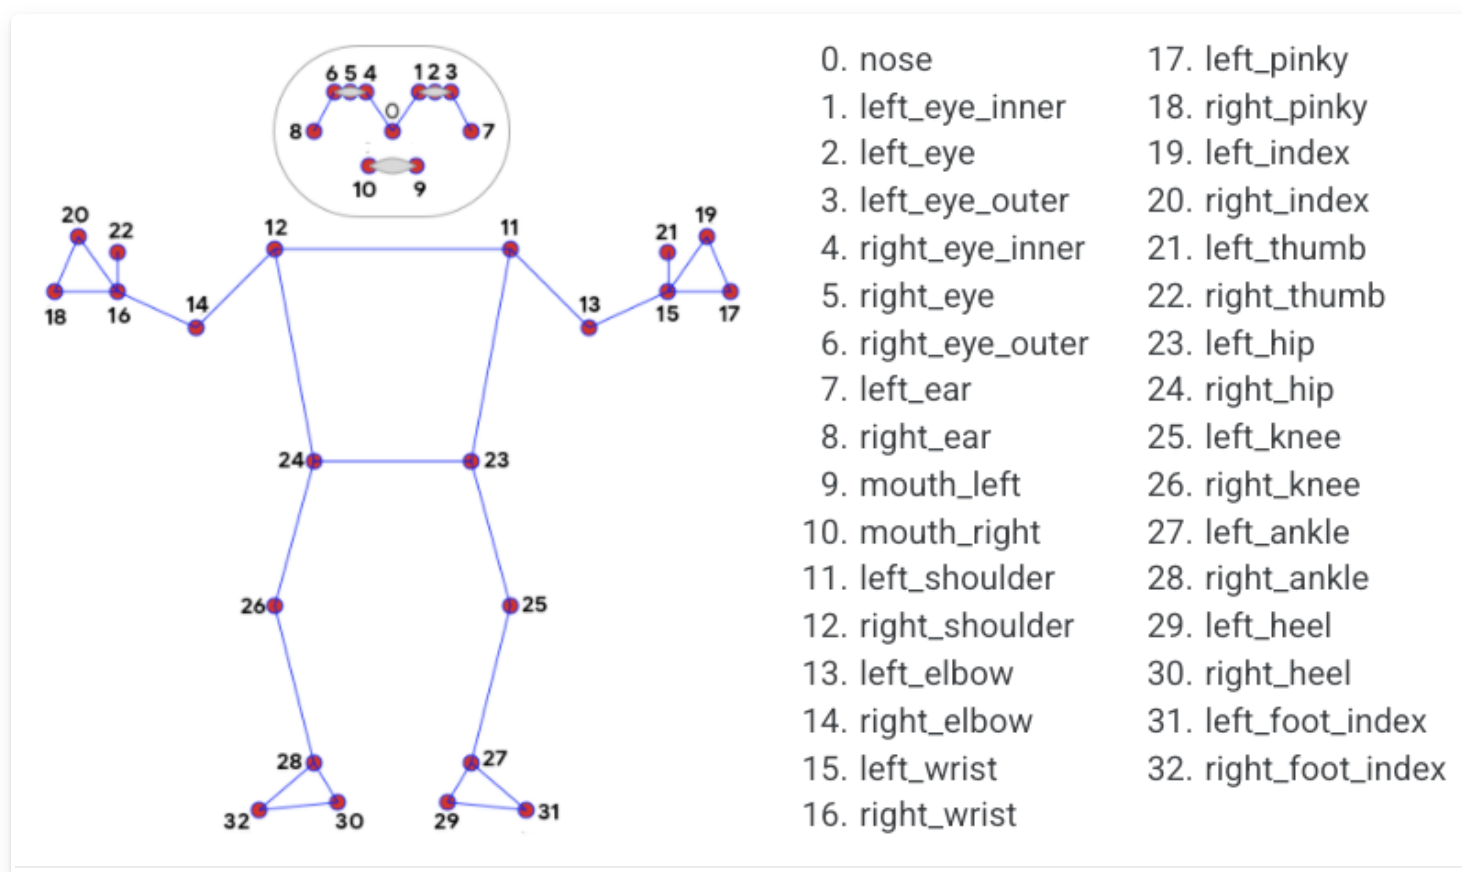 6 5 4 1 2 3
0
8 7
10 9
20 22 12 11 21 19
18 16 14 13 15 17
24 23
26 25
28 27
32 30 29 31
0. nose
1. left_eye_inner
2. left_eye
3. left_eye_outer
4. right_eye_inner
5. right_eye
6. right_eye_outer
7. left_ear
8. right_ear
9. mouth_left
10. mouth_right
11. left_shoulder
12. right_shoulder
13. left_elbow
14. right_elbow
15. left_wrist
16. right_wrist
17. left_pinky
18. right_pinky
19. left_index
20. right_index
21. left_thumb
22. right_thumb
23. left_hip
24. right_hip
25. left_knee
26. right_knee
27. left_ankle
28. right_ankle
29. left_heel
30. right_heel
31. left_foot_index
32. right_foot_index